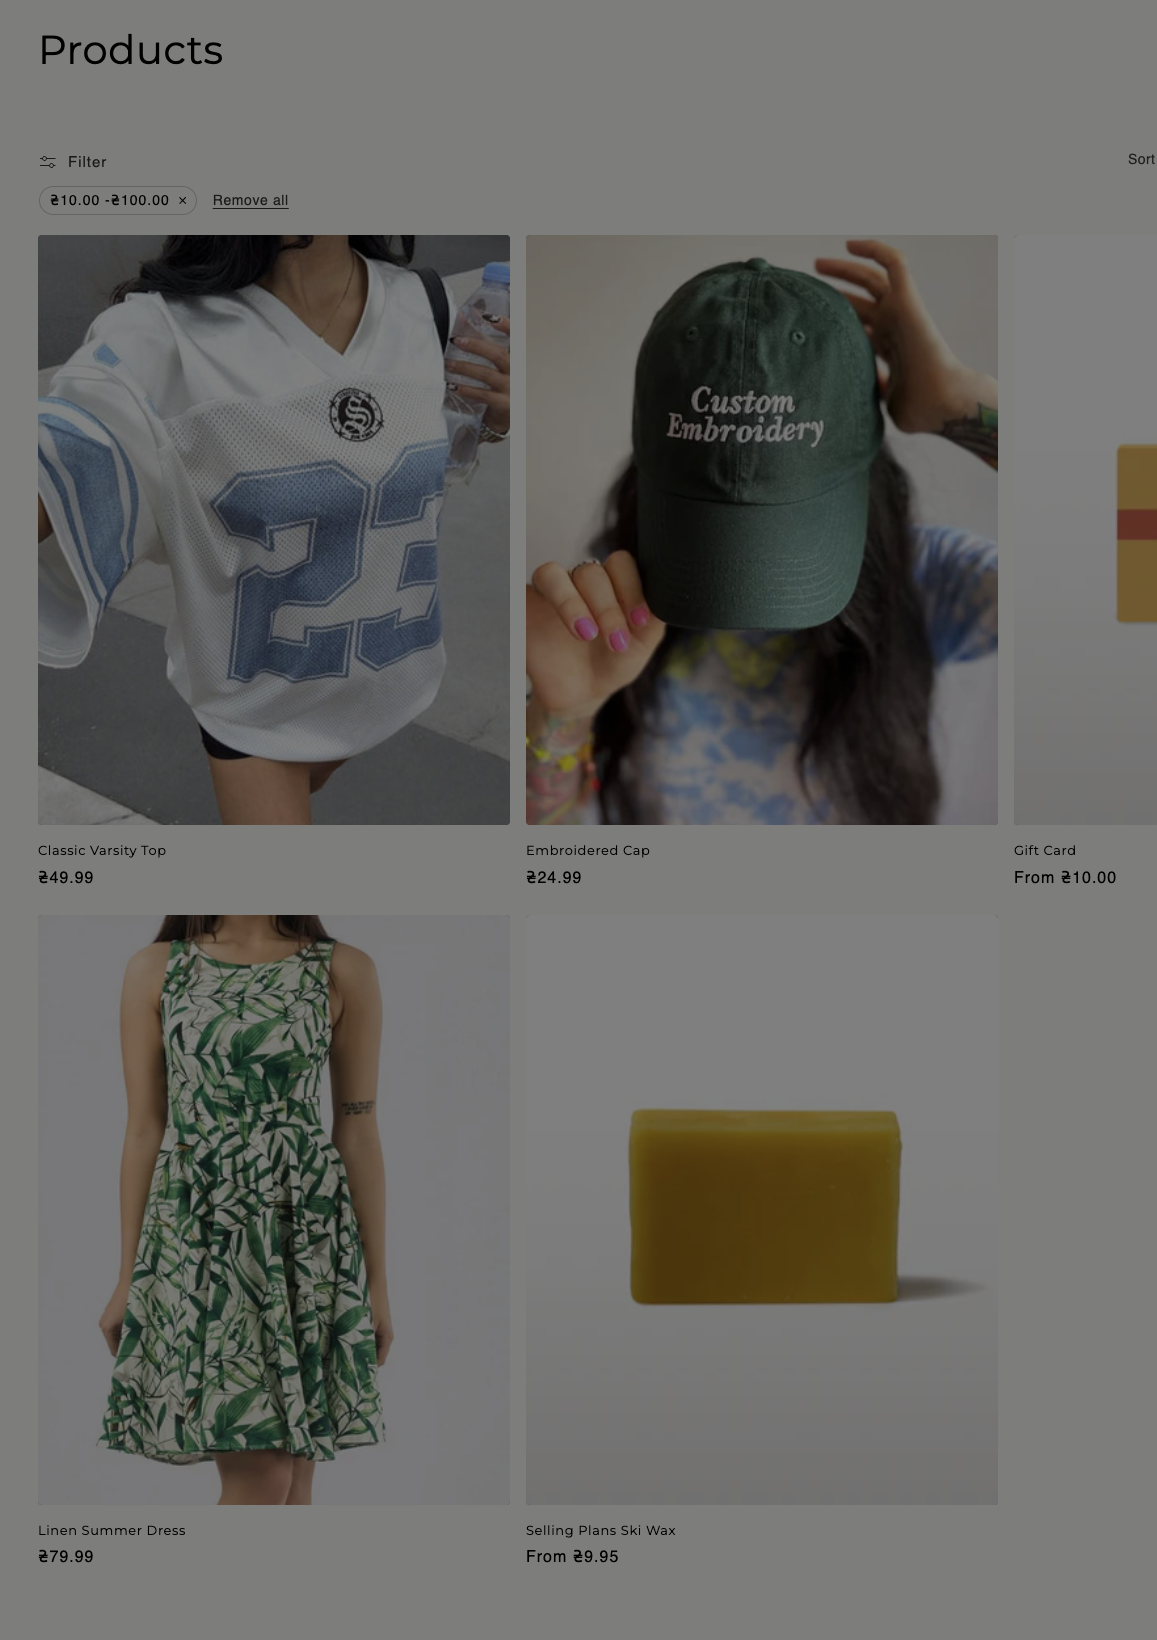 Products
Filter
Sort
₴10.00 -₴100.00 ×
Remove all
23
Custom
Embroidery
Classic Varsity Top
₴49.99
Embroidered Cap
₴24.99
Gift Card
From ₴10.00
Linen Summer Dress
₴79.99
Selling Plans Ski Wax
From ₴9.95